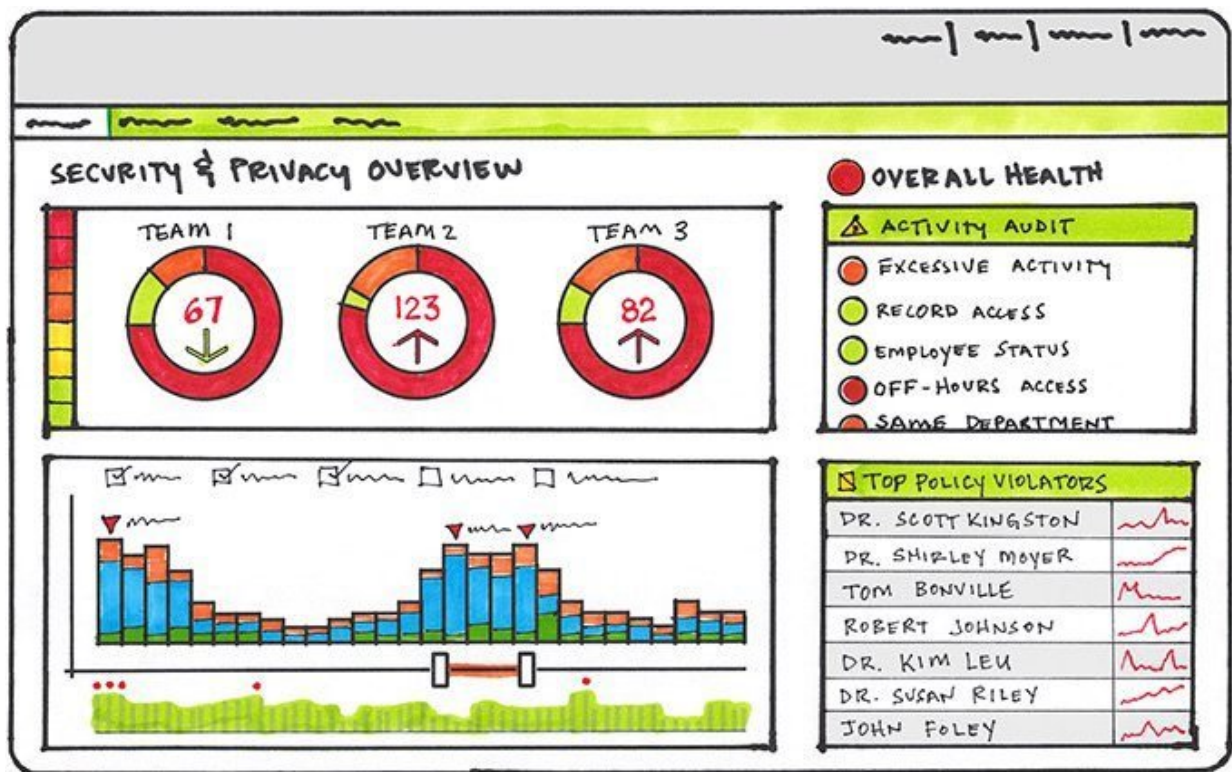 SECURITY & PRIVACY OVERVIEW
TEAM 1
TEAM 2
TEAM 3
67
123
82
OVERALL HEALTH
ACTIVITY AUDIT
EXCESSIVE ACTIVITY
RECORD ACCESS
EMPLOYEE STATUS
OFF-HOURS ACCESS
SAME DEPARTMENT
TOP POLICY VIOLATORS
DR. SCOTT KINGSTON
DR. SHIRLEY MOYER
TOM BONVILLE
ROBERT JOHNSON
DR. KIM LEU
DR. SUSAN RILEY
JOHN FOLEY